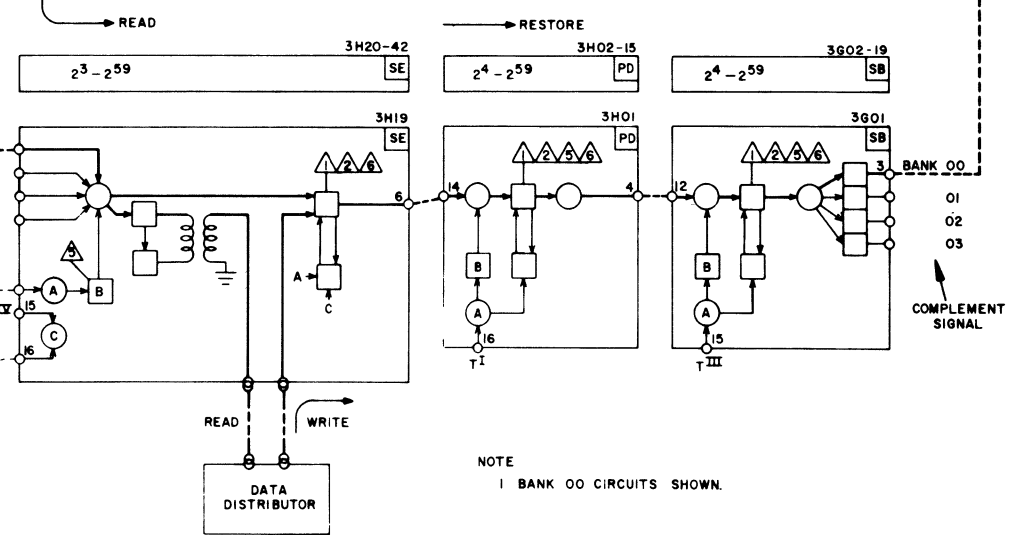 READ
RESTORE
3H20-42
2³ – 2⁵⁹
SE
3H02-15
2⁴ – 2⁵⁹
PD
3G02-19
2⁴ – 2⁵⁹
SB
3H19
SE
3H01
PD
3G01
SB
1 2 6
1 2 5 6
1 2 5 6
3
BANK 00
6
14
4
12
01
02
03
5
A
B
A
C
B
B
V
15
C
16
A
A
16
15
T I
T III
COMPLEMENT
SIGNAL
READ
WRITE
NOTE
1 BANK 00 CIRCUITS SHOWN.
DATA
DISTRIBUTOR